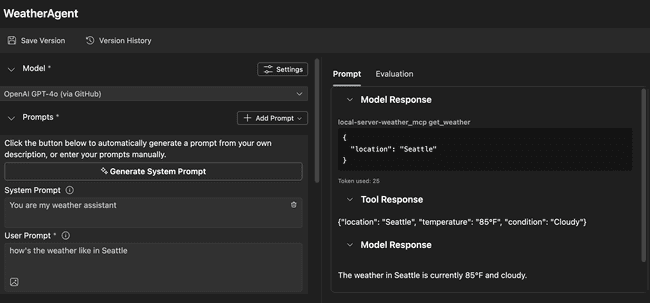 WeatherAgent
Save Version
Version History
Model *
Settings
OpenAI GPT-4o (via GitHub)
Prompts *
Add Prompt
Click the button below to automatically generate a prompt from your own
description, or enter your prompts manually.
Generate System Prompt
System Prompt
You are my weather assistant
User Prompt *
how's the weather like in Seattle
Prompt
Evaluation
Model Response
local-server-weather_mcp get_weather
{
"location": "Seattle"
}
Token used: 25
Tool Response
{"location": "Seattle", "temperature": "85°F", "condition": "Cloudy"}
Model Response
The weather in Seattle is currently 85°F and cloudy.